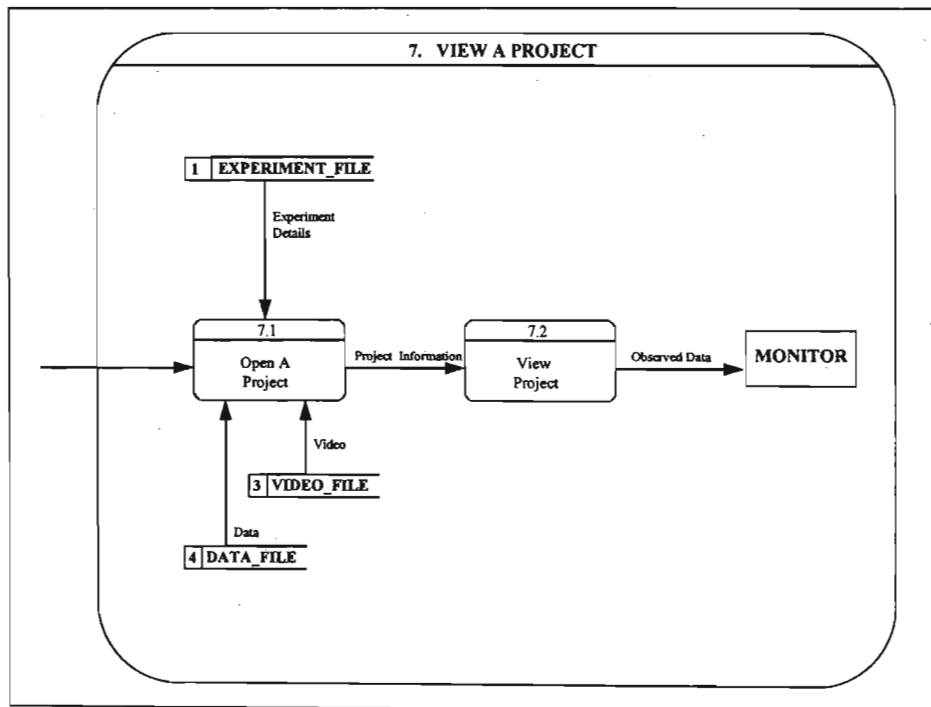 7. VIEW A PROJECT
1 EXPERIMENT_FILE
Experiment
Details
7.1
Open A
Project
Project Information
7.2
View
Project
Observed Data
MONITOR
Video
3 VIDEO_FILE
Data
4 DATA_FILE